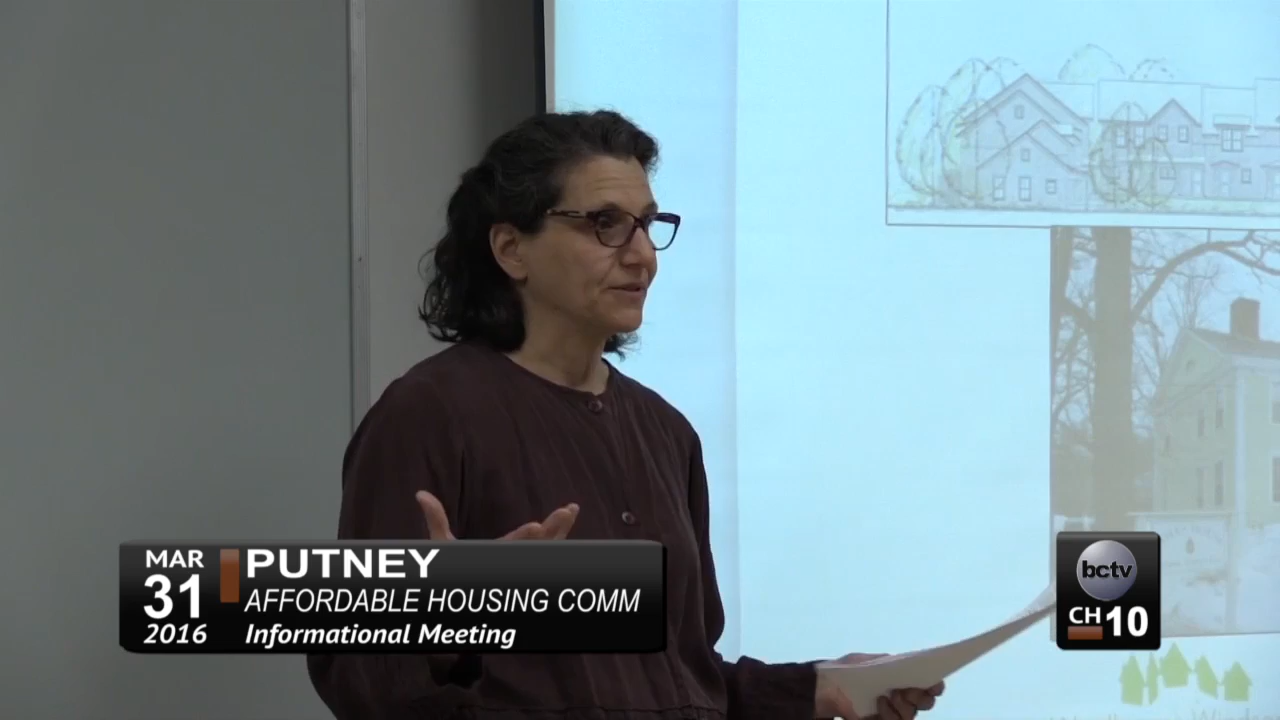 MAR
31
2016
PUTNEY
AFFORDABLE HOUSING COMM
Informational Meeting
bctv
CH 10